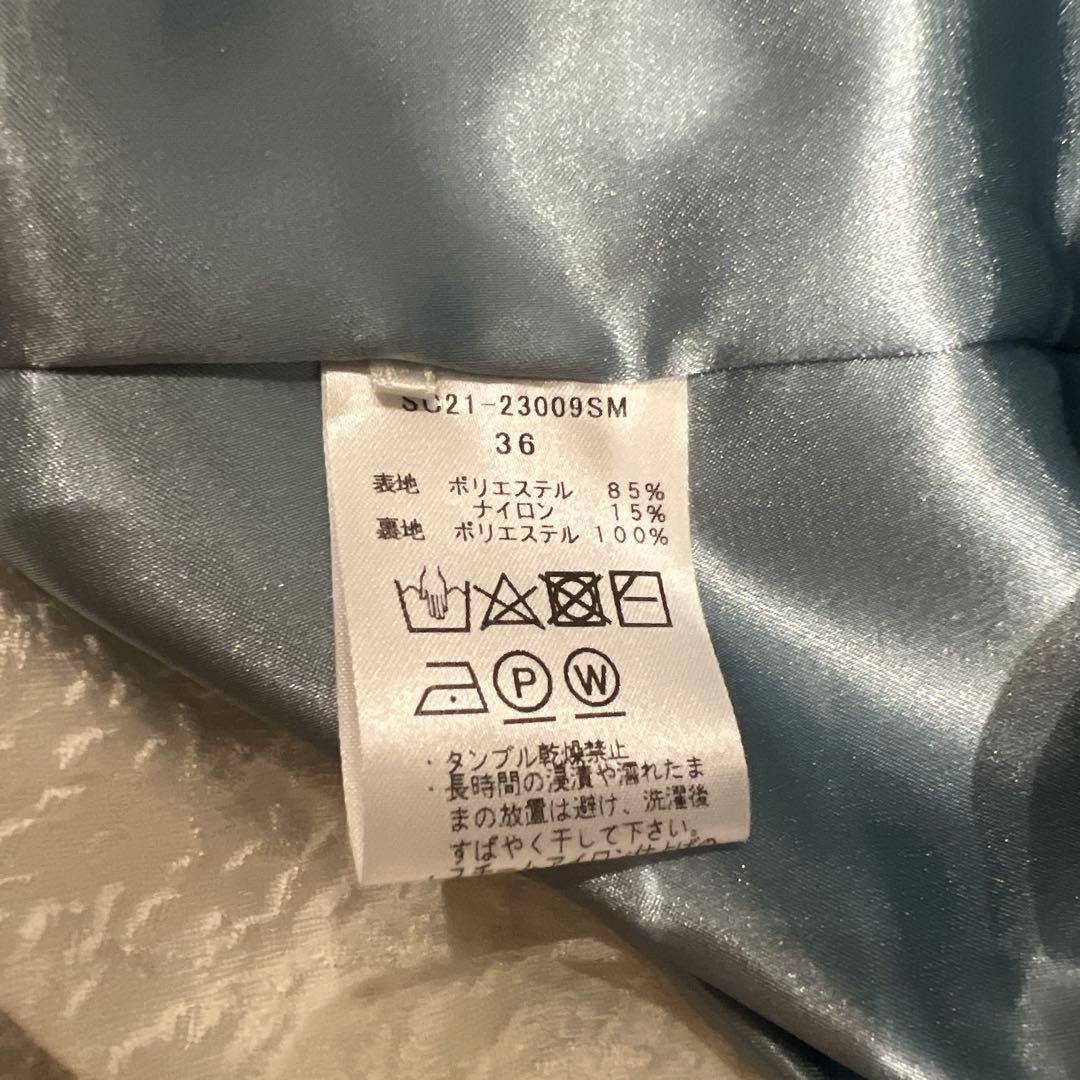 SC21-23009SM
36
表地 ポリエステル 85%
ナイロン 15%
裏地 ポリエステル 100%
P W
・タンブル乾燥禁止
・長時間の浸漬や濡れたま
まの放置は避け、洗濯後
すばやく干して下さい。